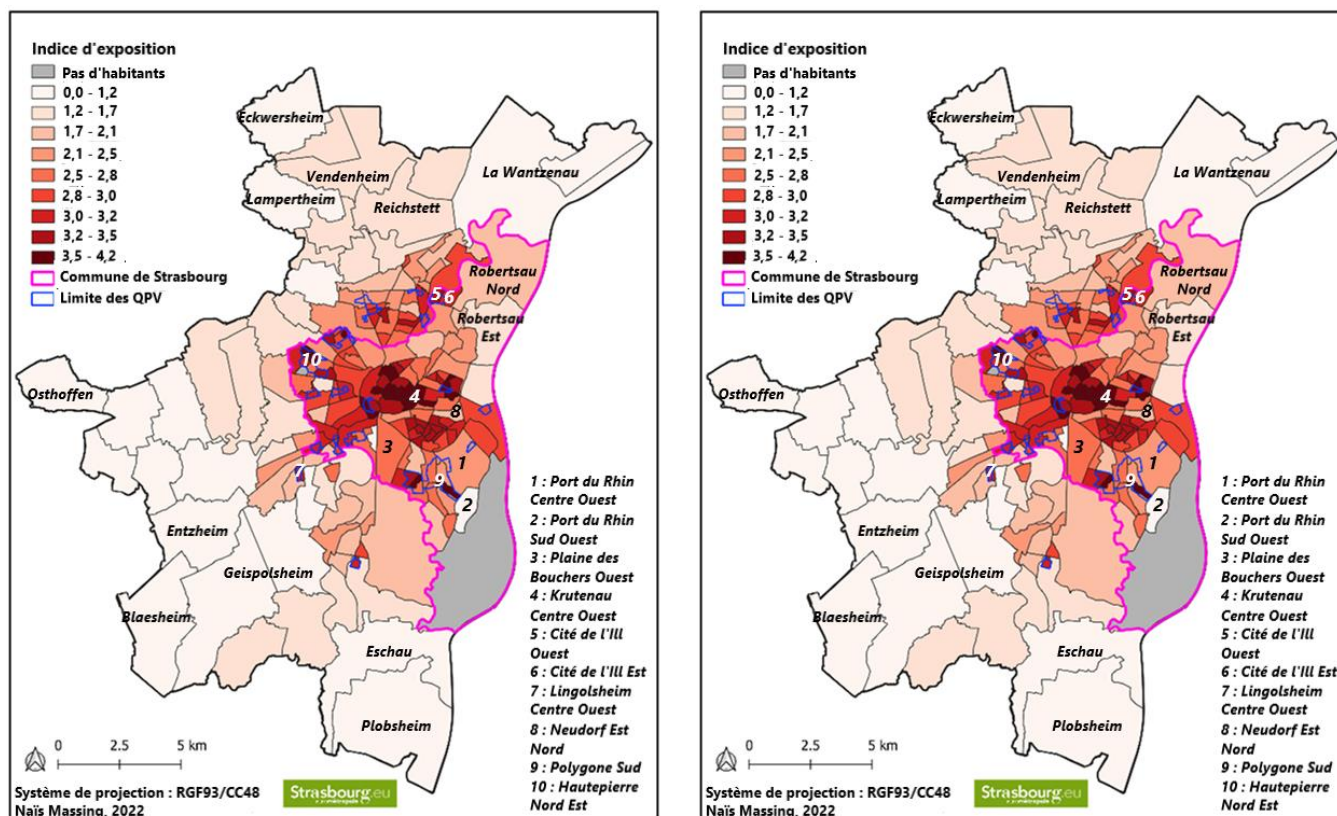 Indice d'exposition
Pas d'habitants
0,0 - 1,2
1,2 - 1,7
1,7 - 2,1
2,1 - 2,5
2,5 - 2,8
2,8 - 3,0
3,0 - 3,2
3,2 - 3,5
3,5 - 4,2
Commune de Strasbourg
Limite des QPV
Eckwersheim
La Wantzenau
Vendenheim
Lampertheim
Reichstett
Robertsau
Nord
5 6
Robertsau
Est
10
Osthoffen
4
8
3
1
7
9
2
Entzheim
Geispolsheim
Blaesheim
Eschau
Plobsheim
1 : Port du Rhin
Centre Ouest
2 : Port du Rhin
Sud Ouest
3 : Plaine des
Bouchers Ouest
4 : Krutenau
Centre Ouest
5 : Cité de l'Ill
Ouest
6 : Cité de l'Ill Est
7 : Lingolsheim
Centre Ouest
8 : Neudorf Est
Nord
9 : Polygone Sud
10 : Hautepierre
Nord Est
0 2.5 5 km
Système de projection : RGF93/CC48
Naïs Massing, 2022
Strasbourg.eu
eurométropole
Indice d'exposition
Pas d'habitants
0,0 - 1,2
1,2 - 1,7
1,7 - 2,1
2,1 - 2,5
2,5 - 2,8
2,8 - 3,0
3,0 - 3,2
3,2 - 3,5
3,5 - 4,2
Commune de Strasbourg
Limite des QPV
Eckwersheim
La Wantzenau
Vendenheim
Lampertheim
Reichstett
Robertsau
Nord
5 6
Robertsau
Est
10
Osthoffen
4
8
3
1
7
9
2
Entzheim
Geispolsheim
Blaesheim
Eschau
Plobsheim
1 : Port du Rhin
Centre Ouest
2 : Port du Rhin
Sud Ouest
3 : Plaine des
Bouchers Ouest
4 : Krutenau
Centre Ouest
5 : Cité de l'Ill
Ouest
6 : Cité de l'Ill Est
7 : Lingolsheim
Centre Ouest
8 : Neudorf Est
Nord
9 : Polygone Sud
10 : Hautepierre
Nord Est
0 2.5 5 km
Système de projection : RGF93/CC48
Naïs Massing, 2022
Strasbourg.eu
eurométropole